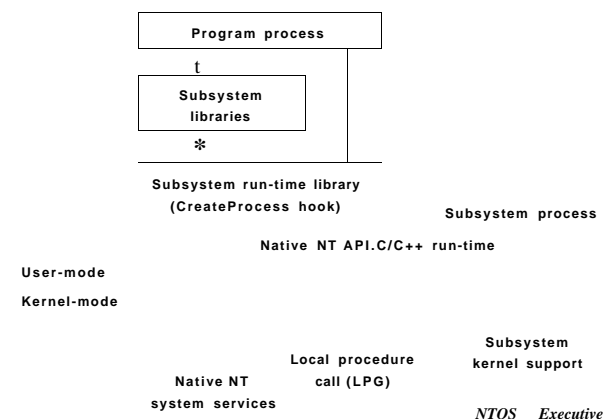 Program process
t
Subsystem
libraries
*
Subsystem run-time library
(CreateProcess hook)
Subsystem process
Native NT API.C/C++ run-time
User-mode
Kernel-mode
Subsystem
kernel support
Local procedure
call (LPG)
Native NT
system services
NTOS Executive